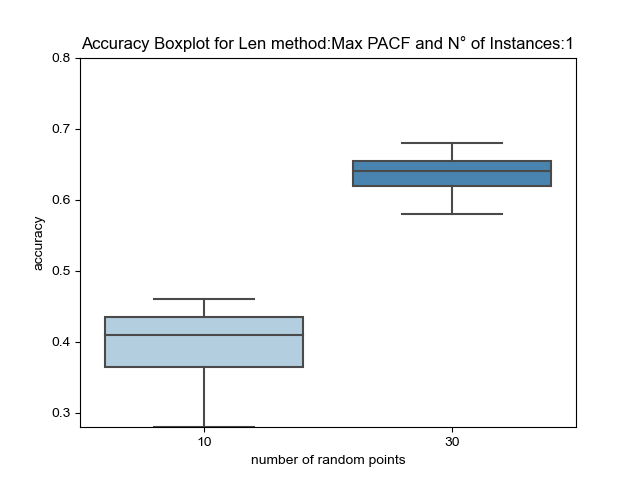 Accuracy Boxplot for Len method:Max PACF and N° of Instances:1
0.8
0.7
0.6
0.5
0.4
0.3
accuracy
10
30
number of random points